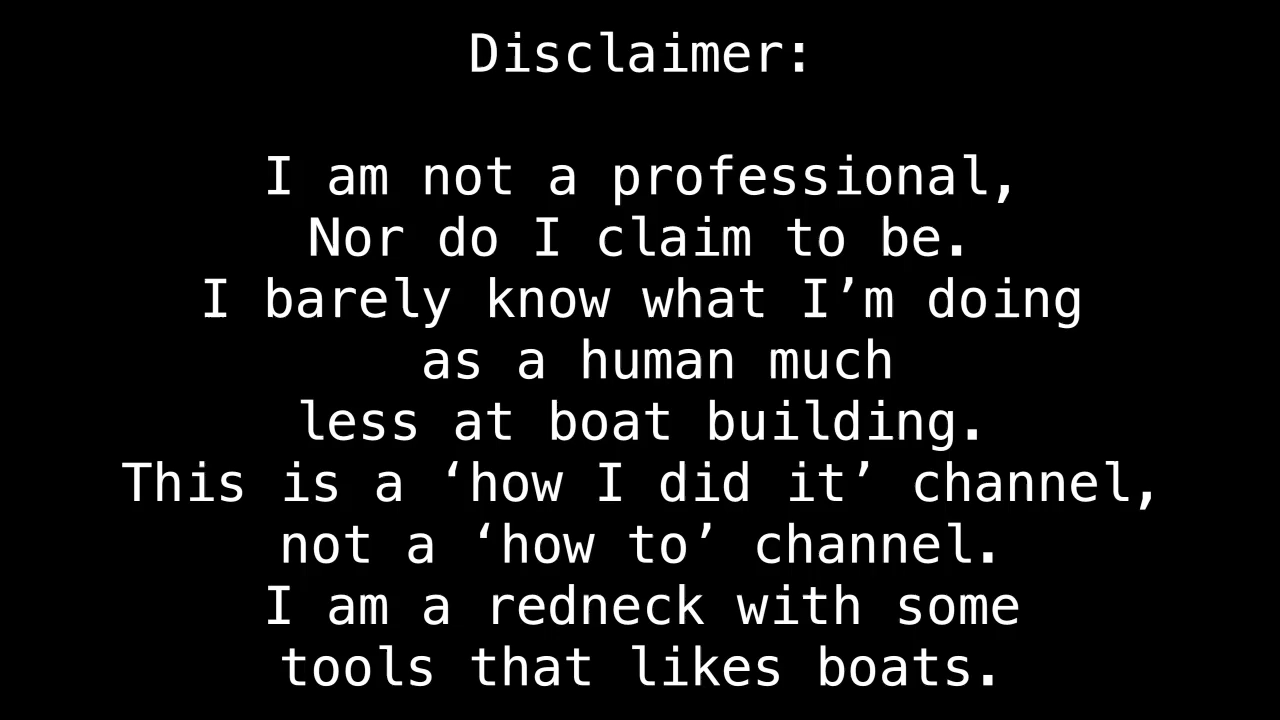 Disclaimer:
I am not a professional,
Nor do I claim to be.
I barely know what I’m doing
as a human much
less at boat building.
This is a ‘how I did it’ channel,
not a ‘how to’ channel.
I am a redneck with some
tools that likes boats.